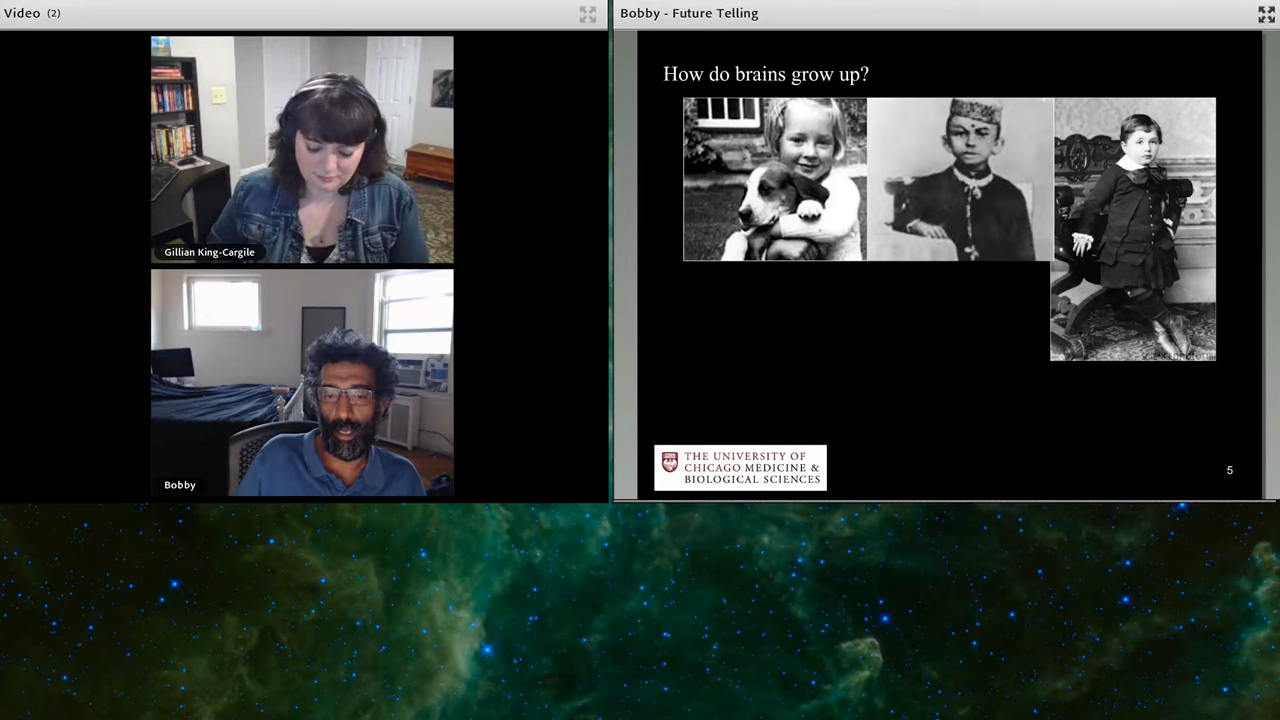 Video (2)
Gillian King-Cargile
Bobby
Bobby - Future Telling
How do brains grow up?
THE UNIVERSITY OF
CHICAGO MEDICINE &
BIOLOGICAL SCIENCES
5